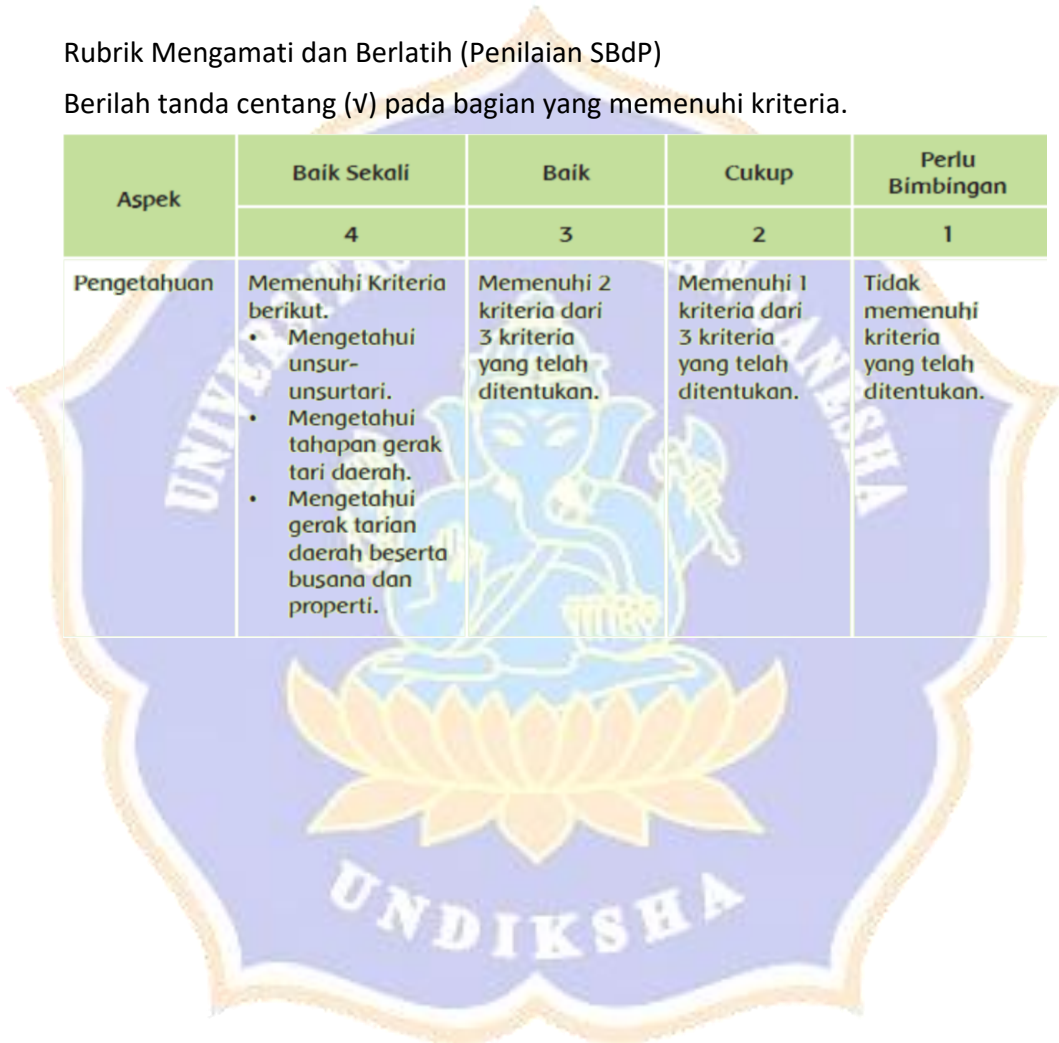 Rubrik Mengamati dan Berlatih (Penilaian SBdP)
Berilah tanda centang (√) pada bagian yang memenuhi kriteria.
Aspek
Baik Sekali
Baik
Cukup
Perlu
Bimbingan
4
3
2
1
Pengetahuan
Memenuhi Kriteria
berikut.
• Mengetahui
unsur-
unsurtari.
• Mengetahui
tahapan gerak
tari daerah.
• Mengetahui
gerak tarian
daerah beserta
busana dan
properti.
Memenuhi 2
kriteria dari
3 kriteria
yang telah
ditentukan.
Memenuhi 1
kriteria dari
3 kriteria
yang telah
ditentukan.
Tidak
memenuhi
kriteria
yang telah
ditentukan.
UNDIKSHA